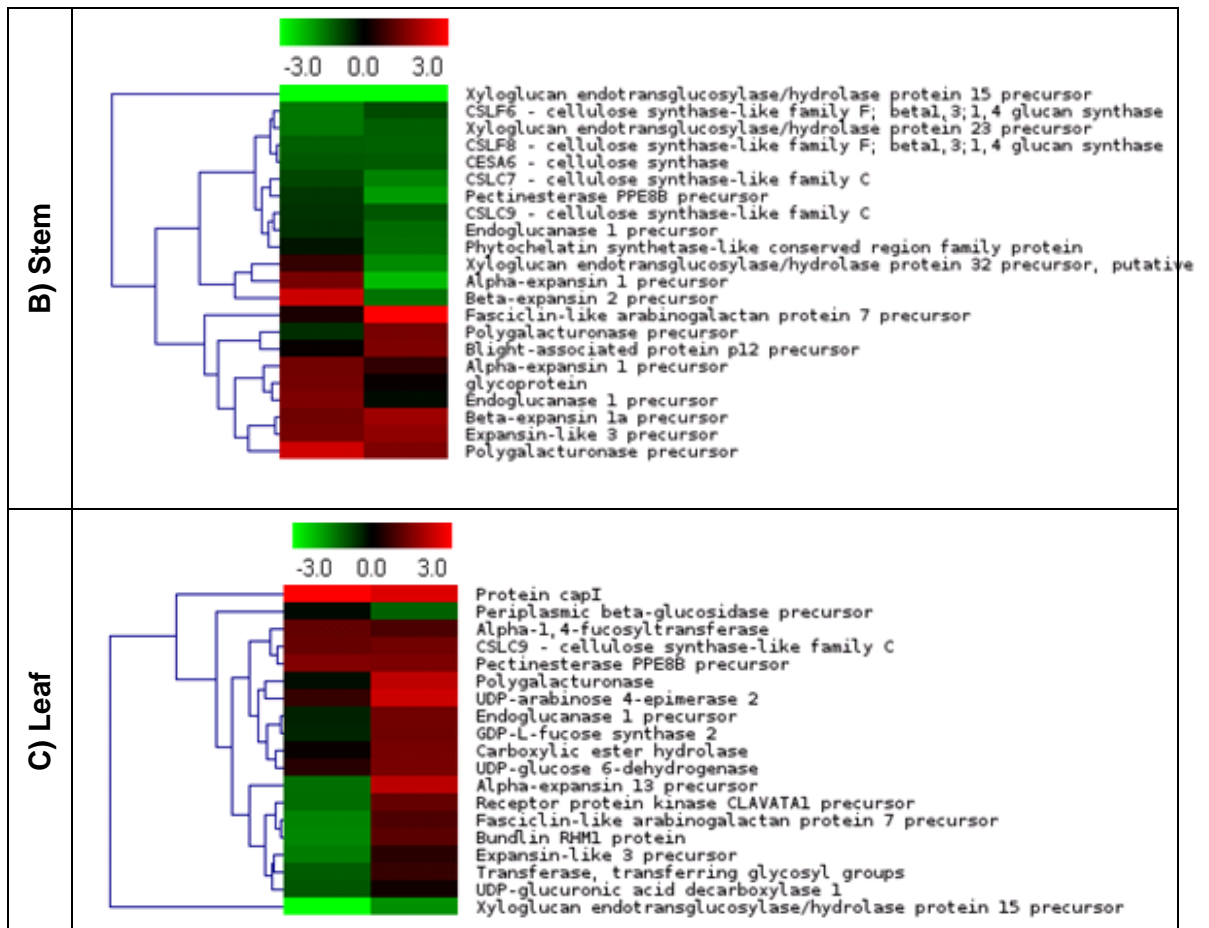 B) Stem
-3.0 0.0 3.0
Xyloglucan endotransglucosylase/hydrolase protein 15 precursor
CSLF6 - cellulose synthase-like family F; beta1,3;1,4 glucan synthase
Xyloglucan endotransglucosylase/hydrolase protein 23 precursor
CSLF8 - cellulose synthase-like family F; beta1,3;1,4 glucan synthase
CESA6 - cellulose synthase
CSLC7 - cellulose synthase-like family C
Pectinesterase PPE8B precursor
CSLC9 - cellulose synthase-like family C
Endoglucanase 1 precursor
Phytochelatin synthetase-like conserved region family protein
Xyloglucan endotransglucosylase/hydrolase protein 32 precursor, putative
Alpha-expansin 1 precursor
Beta-expansin 2 precursor
Fasciclin-like arabinogalactan protein 7 precursor
Polygalacturonase precursor
Blight-associated protein p12 precursor
Alpha-expansin 1 precursor
glycoprotein
Endoglucanase 1 precursor
Beta-expansin 1a precursor
Expansin-like 3 precursor
Polygalacturonase precursor
C) Leaf
-3.0 0.0 3.0
Protein capI
Periplasmic beta-glucosidase precursor
Alpha-1,4-fucosyltransferase
CSLC9 - cellulose synthase-like family C
Pectinesterase PPE8B precursor
Polygalacturonase
UDP-arabinose 4-epimerase 2
Endoglucanase 1 precursor
GDP-L-fucose synthase 2
Carboxylic ester hydrolase
UDP-glucose 6-dehydrogenase
Alpha-expansin 13 precursor
Receptor protein kinase CLAVATA1 precursor
Fasciclin-like arabinogalactan protein 7 precursor
Bundlin RHM1 protein
Expansin-like 3 precursor
Transferase, transferring glycosyl groups
UDP-glucuronic acid decarboxylase 1
Xyloglucan endotransglucosylase/hydrolase protein 15 precursor